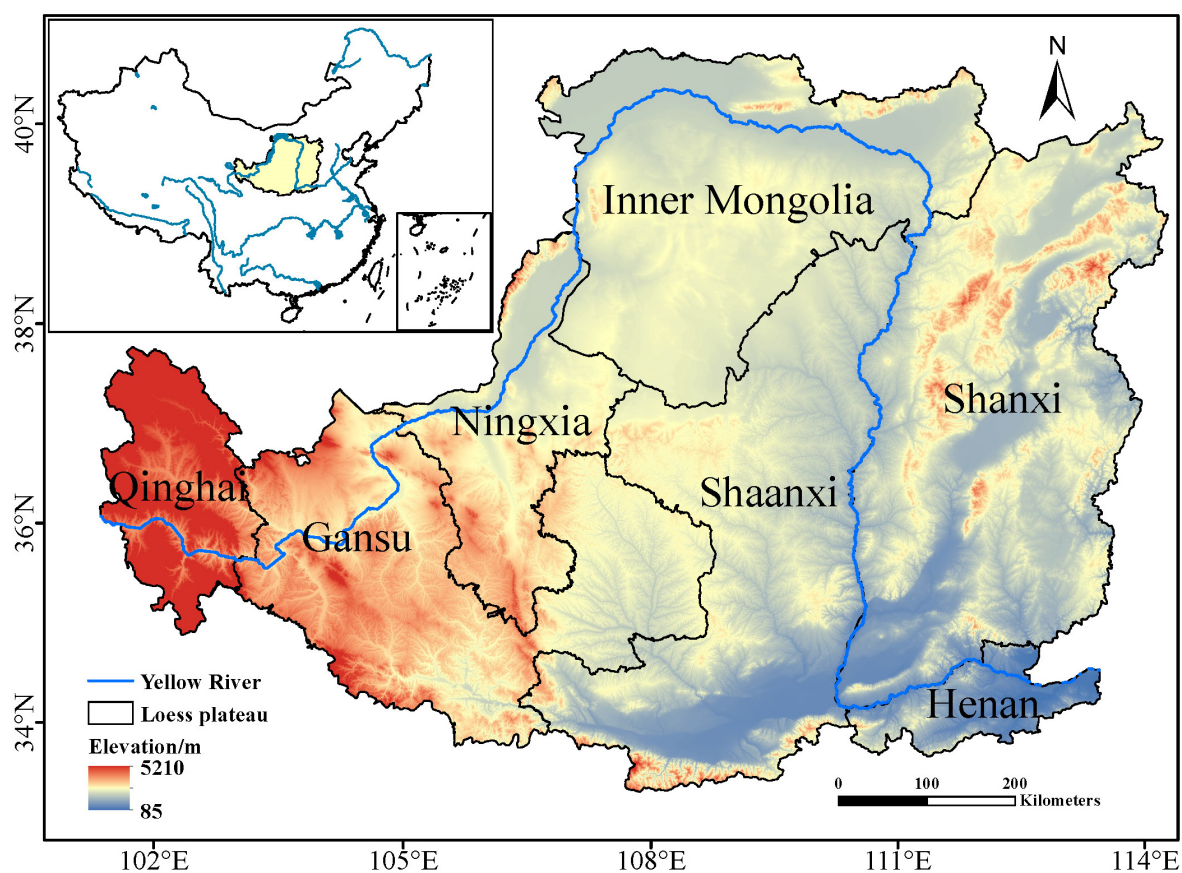 N
40°N
38°N
36°N
34°N
Inner Mongolia
Ningxia
Shanxi
Qinghai
Gansu
Shaanxi
Henan
Yellow River
Loess plateau
Elevation/m
5210
85
0 100 200
Kilometers
102°E 105°E 108°E 111°E 114°E